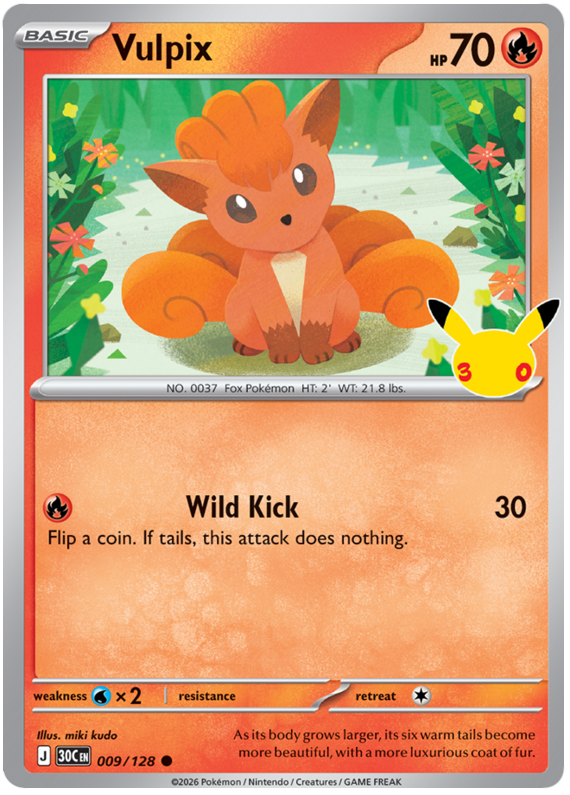 BASIC
Vulpix
HP 70
NO. 0037 Fox Pokémon HT: 2' WT: 21.8 lbs.
30
Wild Kick 30
Flip a coin. If tails, this attack does nothing.
weakness ×2 resistance retreat
Illus. miki kudo
As its body grows larger, its six warm tails become
more beautiful, with a more luxurious coat of fur.
J 30C EN 009/128
©2026 Pokémon / Nintendo / Creatures / GAME FREAK